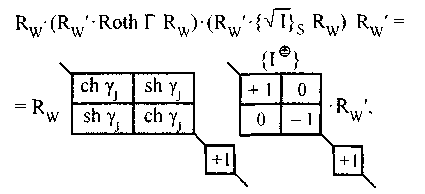 R_W·(R_W′·Roth Γ R_W)·(R_W′·{√I}_S R_W) R_W′ =
{I^⊕}
= R_W
ch γ_j sh γ_j
+1 0
·R_W′.
sh γ_j ch γ_j
0 −1
+1
+1